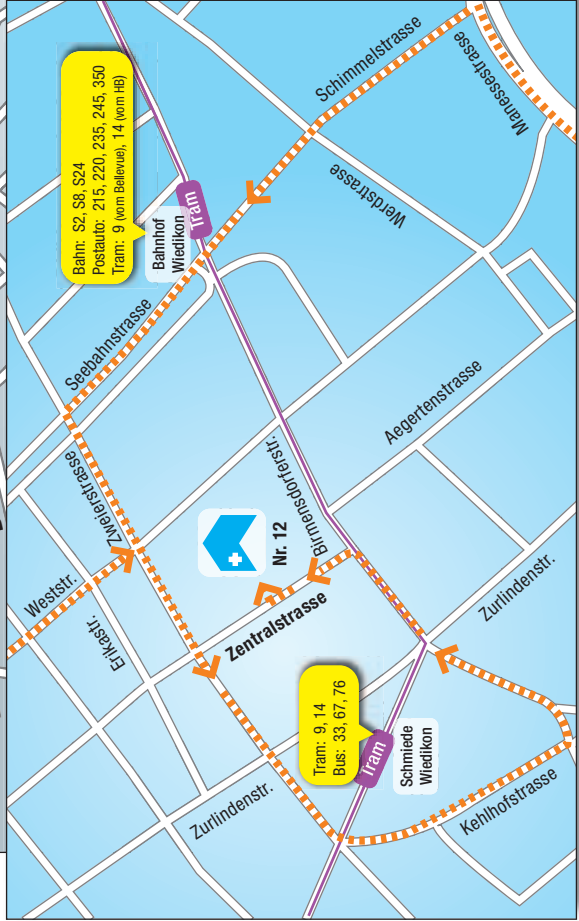 Bahn: S2, S8, S24
Postauto: 215, 220, 235, 245, 350
Tram: 9 (vom Bellevue), 14 (vom HB)
Bahnhof
Wiedikon
Tram
Schimmelstrasse
Manessestrasse
Werdstrasse
Seebahnstrasse
Zweierstrasse
Weststr.
Erikastr.
Birmensdorferstr.
Aegertenstrasse
Nr. 12
Zentralstrasse
Zurlindenstr.
Tram: 9, 14
Bus: 33, 67, 76
Tram
Schmiede
Wiedikon
Zurlindenstr.
Kehlhofstrasse